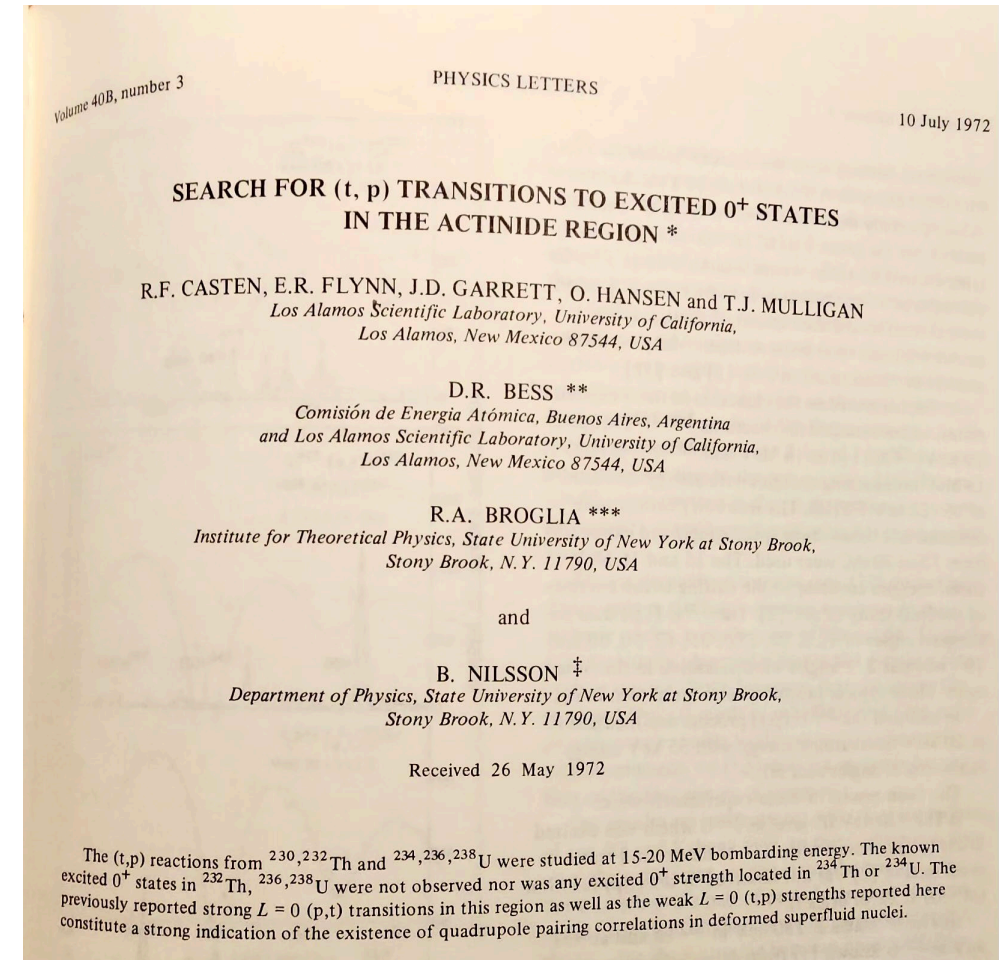 Volume 40B, number 3
PHYSICS LETTERS
10 July 1972
SEARCH FOR (t, p) TRANSITIONS TO EXCITED 0⁺ STATES
IN THE ACTINIDE REGION *
R.F. CASTEN, E.R. FLYNN, J.D. GARRETT, O. HANSEN and T.J. MULLIGAN
Los Alamos Scientific Laboratory, University of California,
Los Alamos, New Mexico 87544, USA
D.R. BESS **
Comisión de Energia Atómica, Buenos Aires, Argentina
and Los Alamos Scientific Laboratory, University of California,
Los Alamos, New Mexico 87544, USA
R.A. BROGLIA ***
Institute for Theoretical Physics, State University of New York at Stony Brook,
Stony Brook, N.Y. 11790, USA
and
B. NILSSON ‡
Department of Physics, State University of New York at Stony Brook,
Stony Brook, N.Y. 11790, USA
Received 26 May 1972
The (t,p) reactions from ²³⁰,²³²Th and ²³⁴,²³⁶,²³⁸U were studied at 15-20 MeV bombarding energy. The known
excited 0⁺ states in ²³²Th, ²³⁶,²³⁸U were not observed nor was any excited 0⁺ strength located in ²³⁴Th or ²³⁴U. The
previously reported strong L = 0 (p,t) transitions in this region as well as the weak L = 0 (t,p) strengths reported here
constitute a strong indication of the existence of quadrupole pairing correlations in deformed superfluid nuclei.